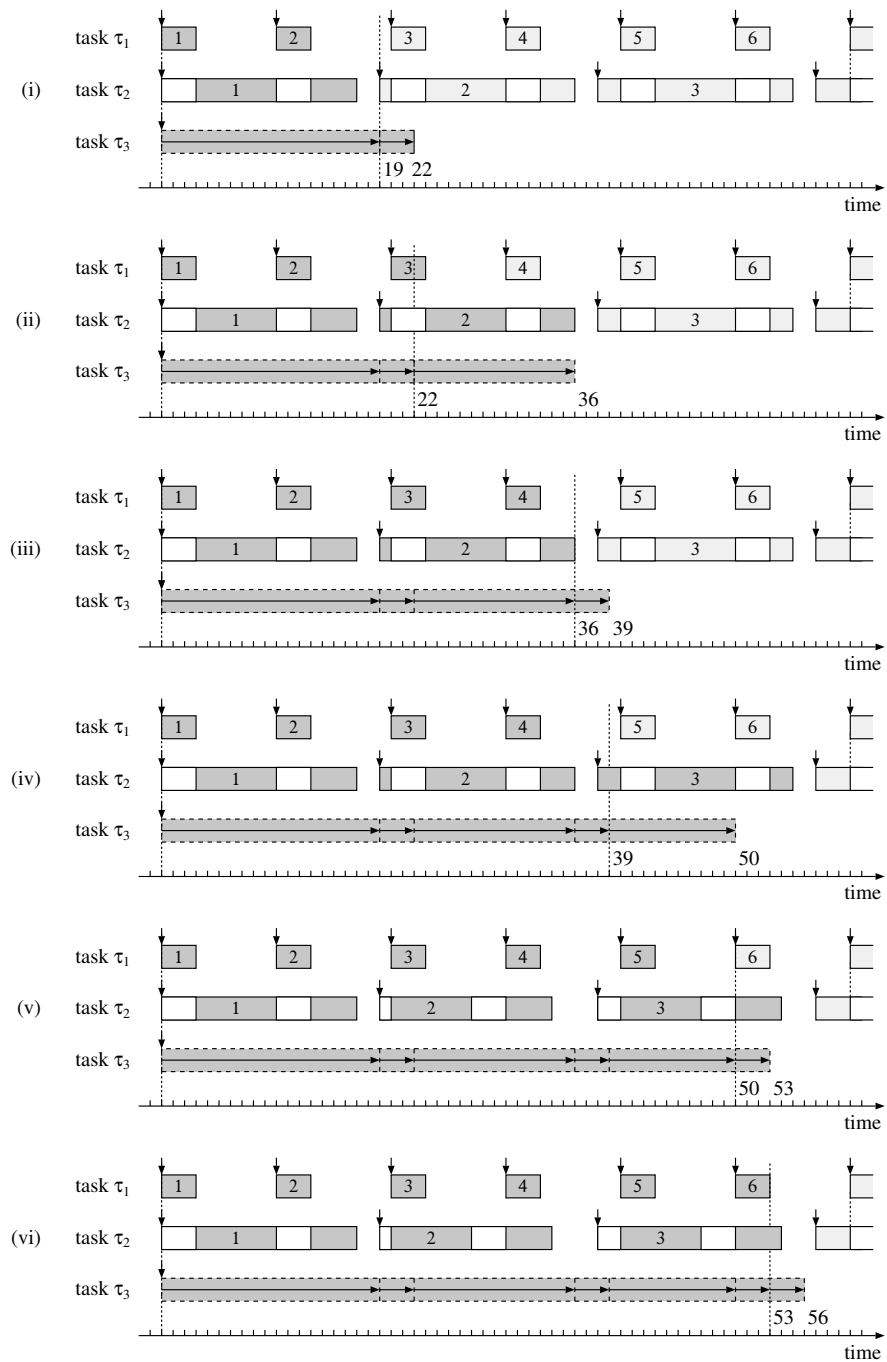 task τ1 1 2 3 4 5 6
(i) task τ2 1 2 3
task τ3
19 22
time
task τ1 1 2 3 4 5 6
(ii) task τ2 1 2 3
task τ3
22 36
time
task τ1 1 2 3 4 5 6
(iii) task τ2 1 2 3
task τ3
36 39
time
task τ1 1 2 3 4 5 6
(iv) task τ2 1 2 3
task τ3
39 50
time
task τ1 1 2 3 4 5 6
(v) task τ2 1 2 3
task τ3
50 53
time
task τ1 1 2 3 4 5 6
(vi) task τ2 1 2 3
task τ3
53 56
time